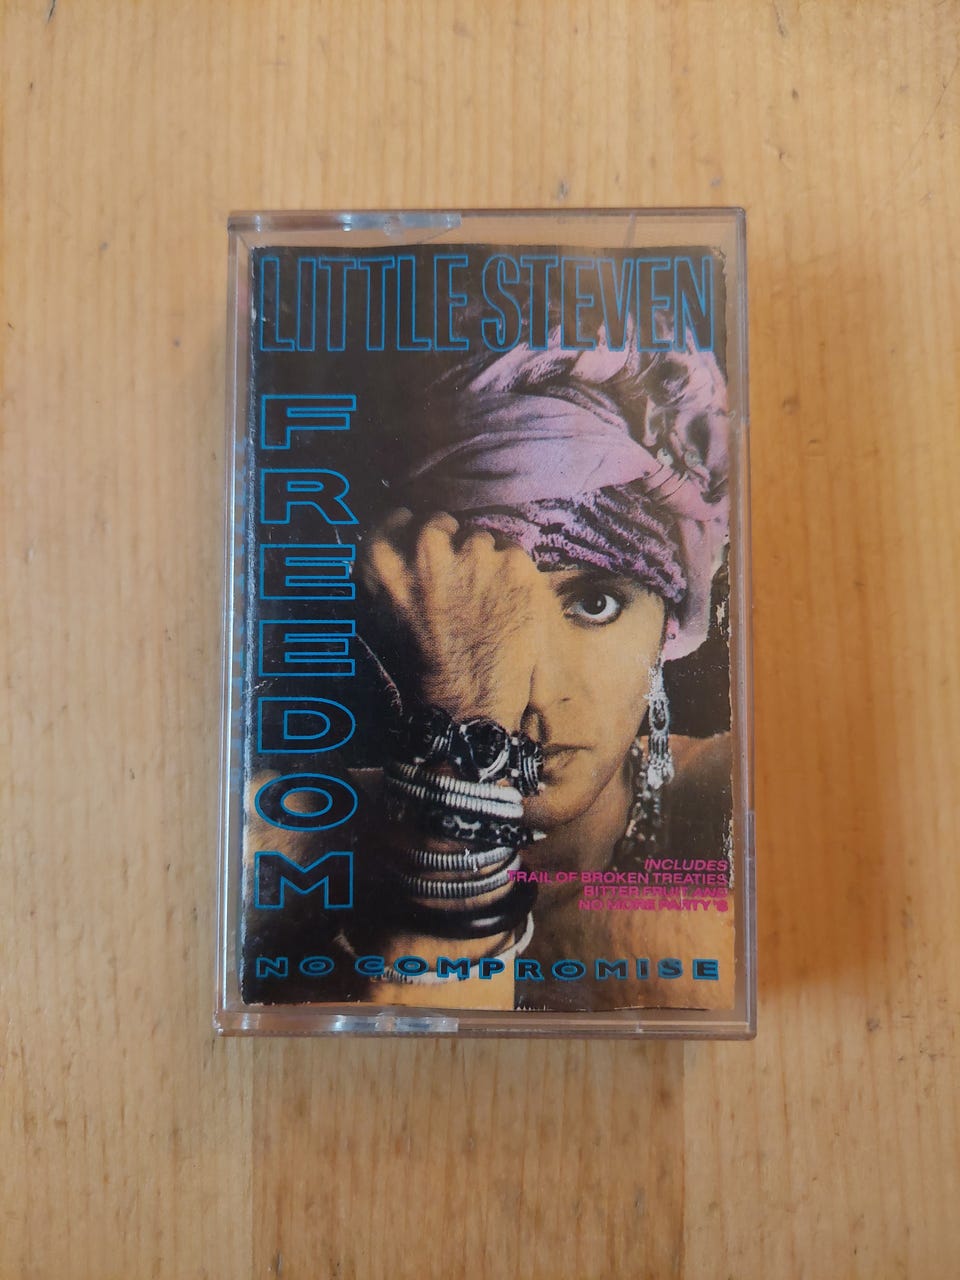 LITTLE STEVEN
FREEDOM
INCLUDES
TRAIL OF BROKEN TREATIES
BITTER FRUIT AND
NO MORE PARTY'S
NO COMPROMISE